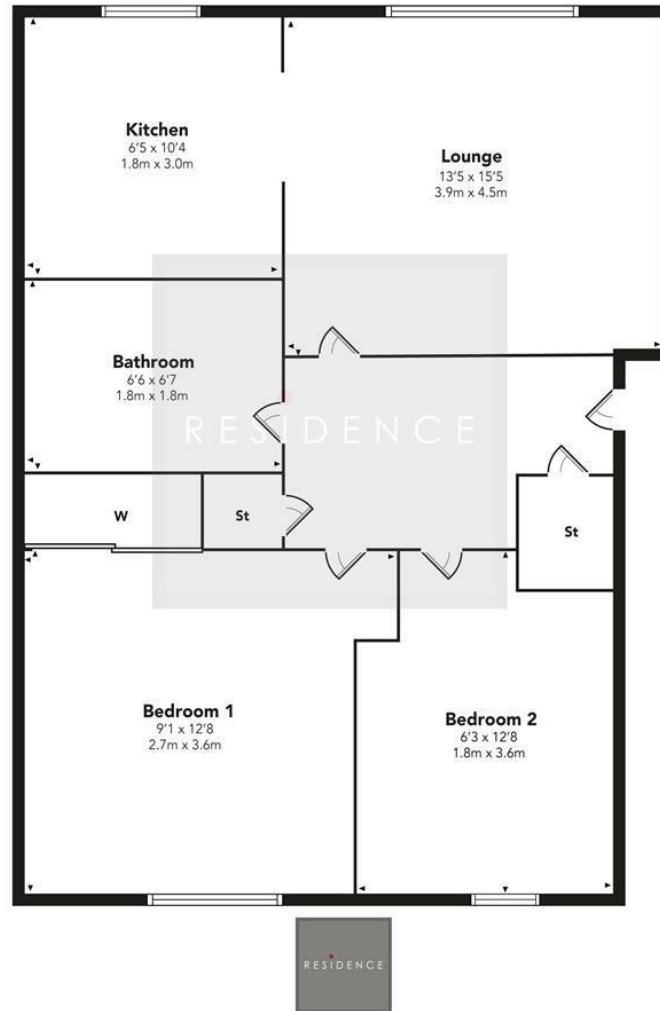 Kitchen
6'5 x 10'4
1.8m x 3.0m
Lounge
13'5 x 15'5
3.9m x 4.5m
Bathroom
6'6 x 6'7
1.8m x 1.8m
RESIDENCE
W
St
St
Bedroom 1
9'1 x 12'8
2.7m x 3.6m
Bedroom 2
6'3 x 12'8
1.8m x 3.6m
RESIDENCE